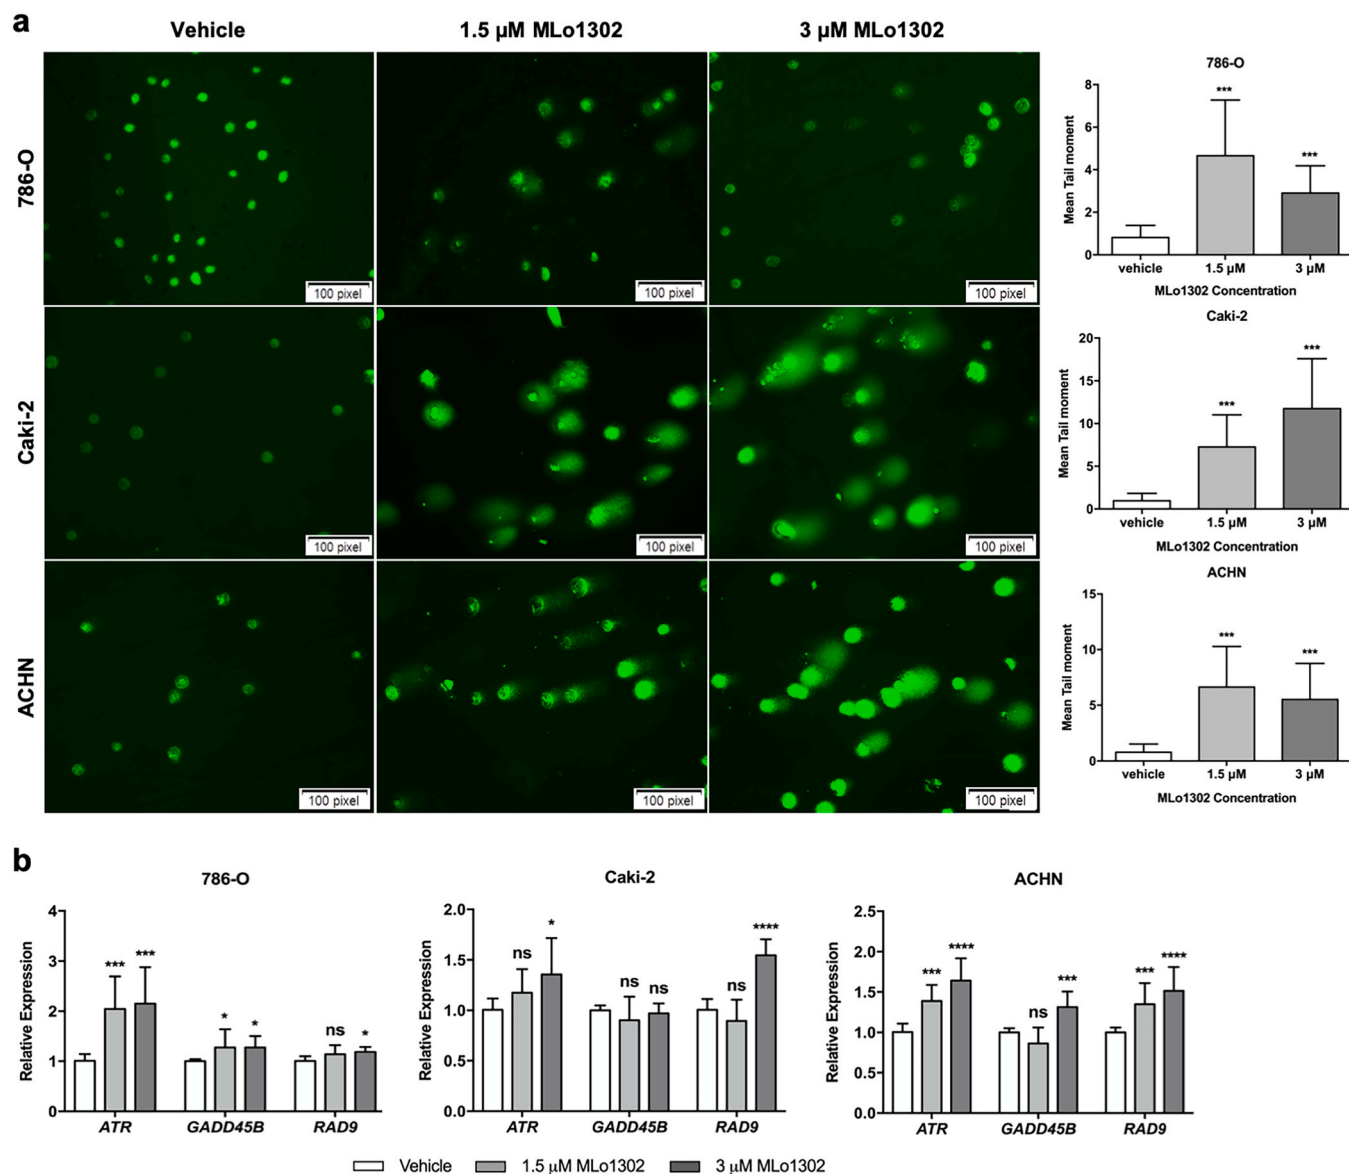 a
Vehicle
1.5 µM MLo1302
3 µM MLo1302
786-O
100 pixel
100 pixel
100 pixel
Caki-2
100 pixel
100 pixel
100 pixel
ACHN
100 pixel
100 pixel
100 pixel
786-O
Mean Tail moment
8
6
4
2
0
***
***
vehicle 1.5 µM 3 µM
MLo1302 Concentration
Caki-2
Mean Tail moment
20
15
10
5
0
***
***
vehicle 1.5 µM 3 µM
MLo1302 Concentration
ACHN
Mean Tail moment
15
10
5
0
***
***
vehicle 1.5 µM 3 µM
MLo1302 Concentration
b
786-O
Relative Expression
4
3
2
1
0
*** *** * * ns *
ATR GADD45B RAD9
Caki-2
Relative Expression
2.0
1.5
1.0
0.5
0.0
ns * ns ns ns ****
ATR GADD45B RAD9
ACHN
Relative Expression
2.5
2.0
1.5
1.0
0.5
0.0
*** **** ns *** *** ****
ATR GADD45B RAD9
Vehicle 1.5 µM MLo1302 3 µM MLo1302